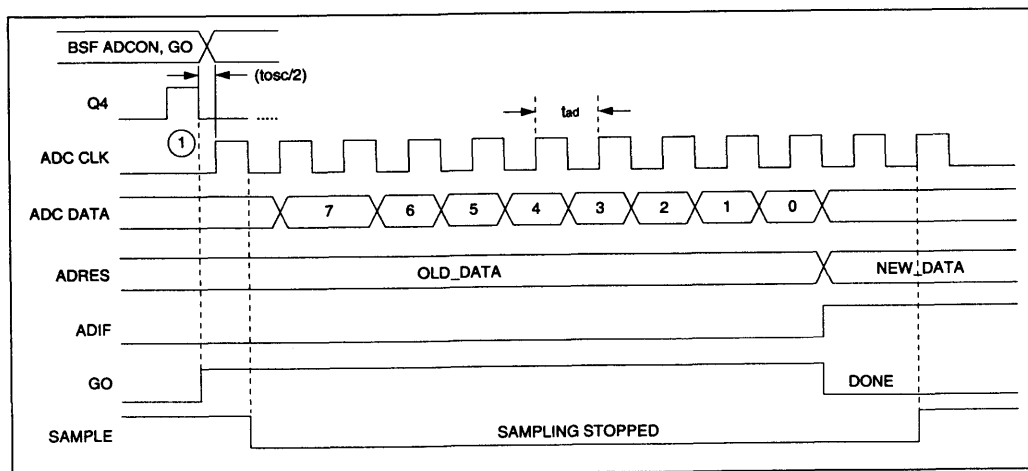 BSF ADCON, GO
(tosc/2)
Q4
.....
tad
1
ADC CLK
ADC DATA
7 6 5 4 3 2 1 0
ADRES
OLD_DATA
NEW_DATA
ADIF
GO
DONE
SAMPLE
SAMPLING STOPPED